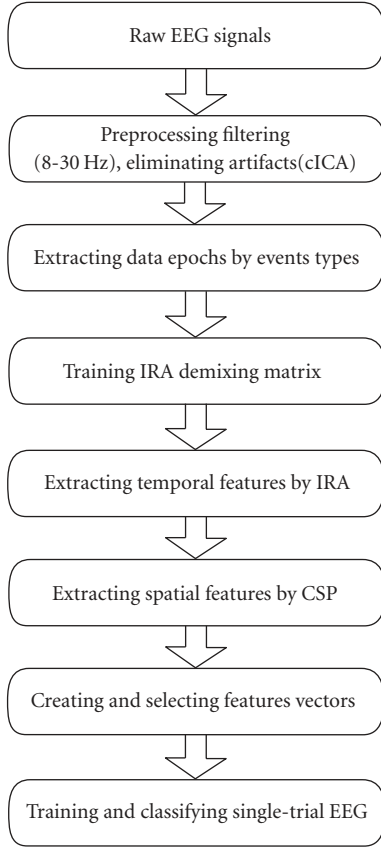 Raw EEG signals
Preprocessing filtering
(8-30 Hz), eliminating artifacts(cICA)
Extracting data epochs by events types
Training IRA demixing matrix
Extracting temporal features by IRA
Extracting spatial features by CSP
Creating and selecting features vectors
Training and classifying single-trial EEG